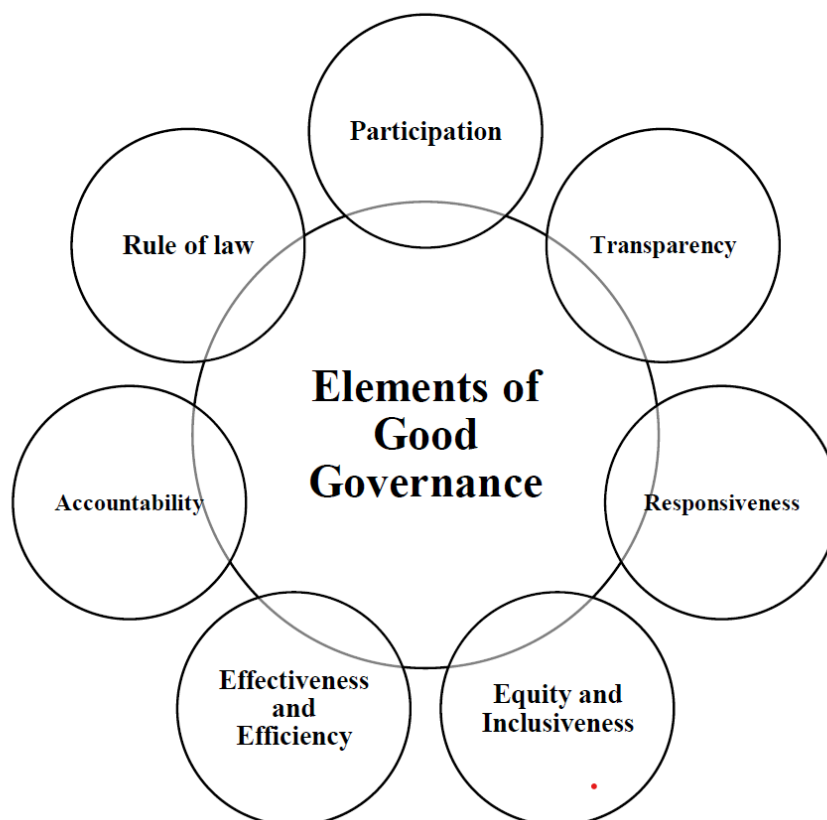 Participation
Rule of law
Transparency
Elements of
Good
Governance
Accountability
Responsiveness
Effectiveness
and
Efficiency
Equity and
Inclusiveness